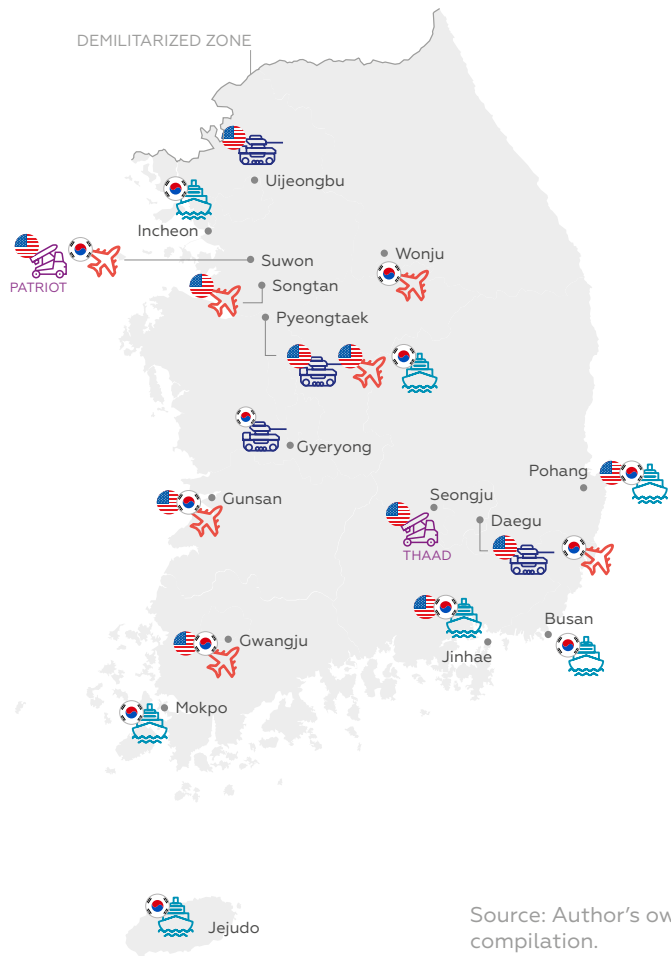 DEMILITARIZED ZONE
Uijeongbu
Incheon
Suwon
Wonju
PATRIOT
Songtan
Pyeongtaek
Gyeryong
Pohang
Seongju
Gunsan
Daegu
THAAD
Busan
Gwangju
Jinhae
Mokpo
Source: Author's
compilation.
Jejudo